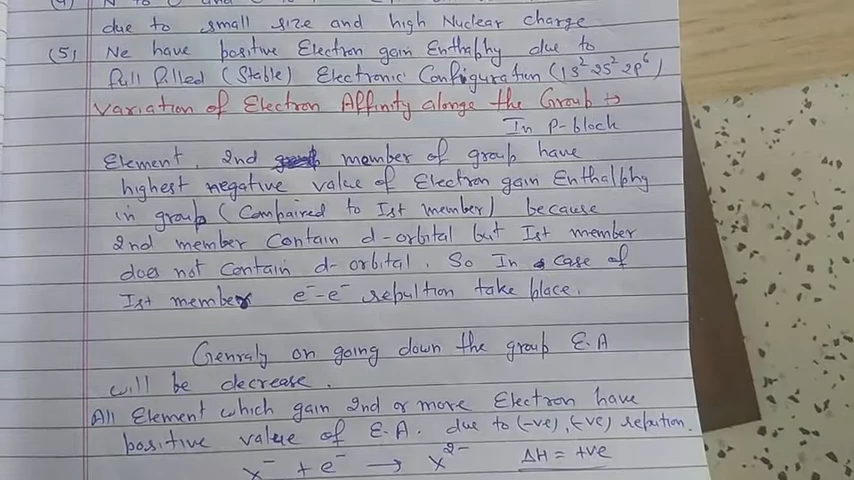 due to small size and high Nuclear charge
(5) Ne have positive Electron gain Enthaphy due to
full filled (Stable) Electronic Configuration (1s² 2s² 2p⁶)
Variation of Electron Affinity alonge the Group →
In P-block
Element, 2nd member of group have
highest negative value of Electron gain Enthalphy
in group (Compaired to Ist member) because
2nd member Contain d-orbital but Ist member
does not Contain d-orbital. So In case of
Ist member e⁻-e⁻ repultion take place.
Genraly on going down the group E.A
will be decrease.
All Element which gain 2nd or more Electron have
positive value of E.A. due to (-ve), (-ve) repution.
x⁻ + e⁻ → x²⁻ ΔH = +ve